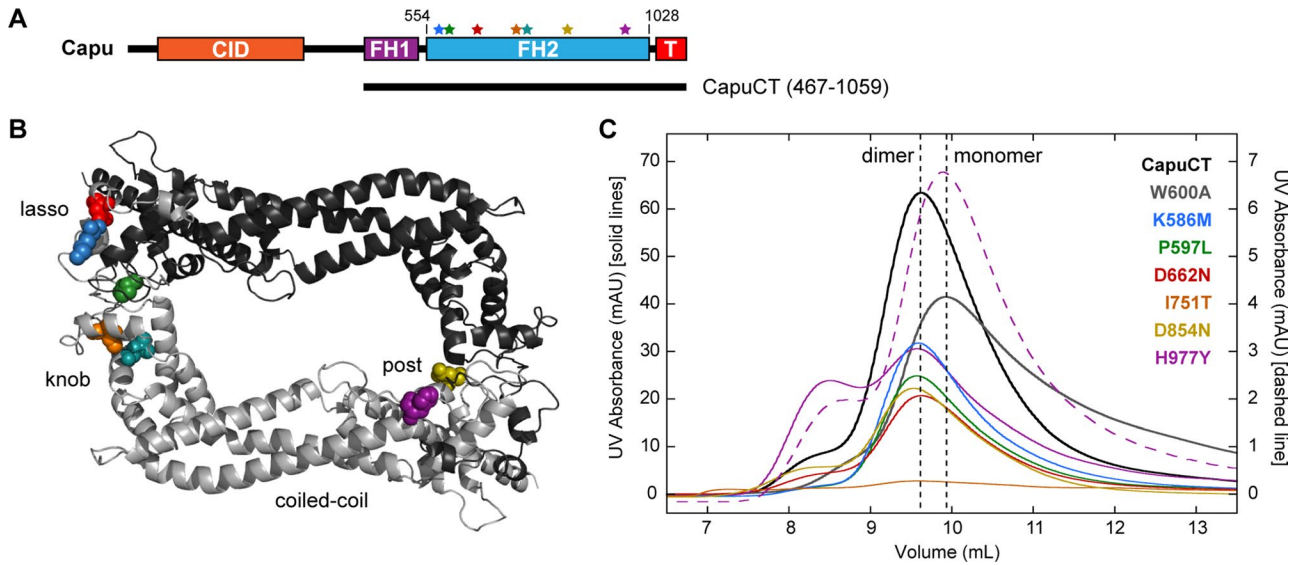 A
554
1028
Capu
CID
FH1
FH2
T
CapuCT (467-1059)
B
lasso
knob
post
coiled-coil
C
dimer
monomer
CapuCT
W600A
K586M
P597L
D662N
I751T
D854N
H977Y
UV Absorbance (mAU) [solid lines]
70
60
50
40
30
20
10
0
UV Absorbance (mAU) [dashed line]
7
6
5
4
3
2
1
0
7
8
9
10
11
12
13
Volume (mL)